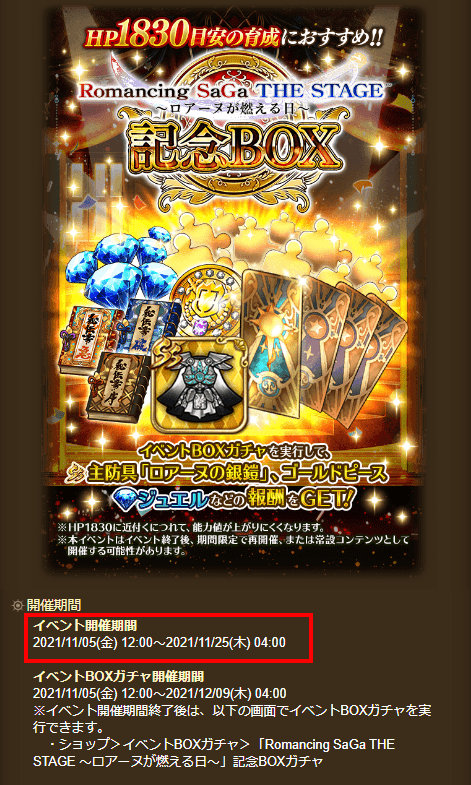 HP1830目安の育成におすすめ!!
Romancing SaGa THE STAGE
～ロアーヌが燃える日～
記念BOX
SS
イベントBOXガチャを実行して、
SS主防具「ロアーヌの銀鎧」、ゴールドピース
ジュエルなどの報酬をGET!
※HP1830に近付くにつれて、能力値が上がりにくくなります。
※本イベントはイベント終了後、期間限定で再開催、または常設コンテンツとして
開催する可能性があります。
開催期間
イベント開催期間
2021/11/05(金) 12:00～2021/11/25(木) 04:00
イベントBOXガチャ開催期間
2021/11/05(金) 12:00～2021/12/09(木) 04:00
※イベント開催期間終了後は、以下の画面でイベントBOXガチャを実
行できます。
・ショップ＞イベントBOXガチャ＞「Romancing SaGa THE
STAGE ～ロアーヌが燃える日～」記念BOXガチャ